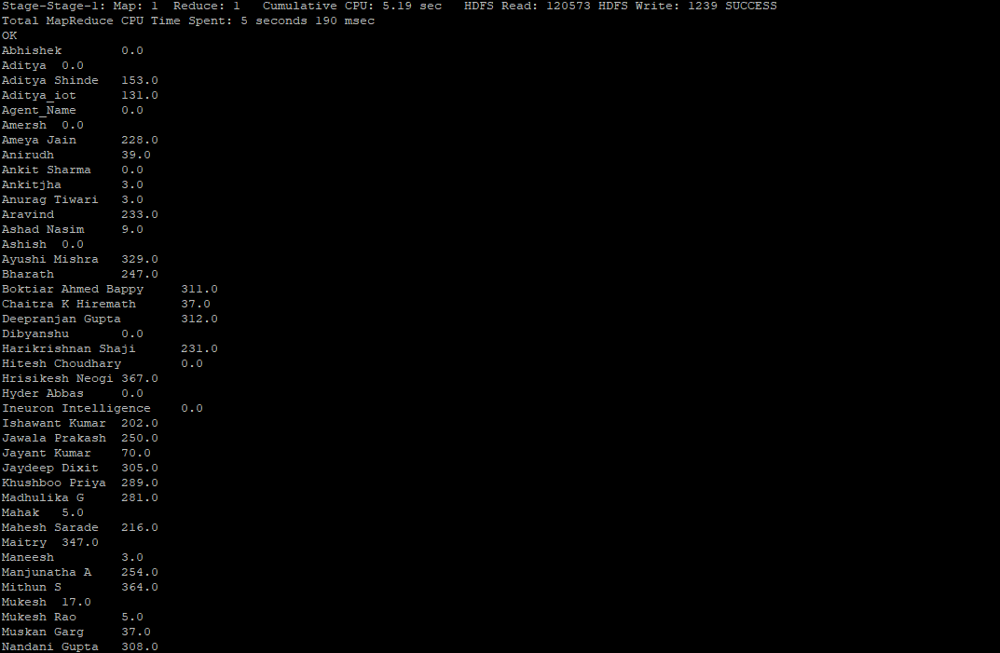 Stage-Stage-1: Map: 1  Reduce: 1   Cumulative CPU: 5.19 sec   HDFS Read: 120573 HDFS Write: 1239 SUCCESS
Total MapReduce CPU Time Spent: 5 seconds 190 msec
OK
Abhishek        0.0
Aditya  0.0
Aditya Shinde   153.0
Aditya_iot      131.0
Agent_Name      0.0
Amersh  0.0
Ameya Jain      228.0
Anirudh         39.0
Ankit Sharma    0.0
Ankitjha        3.0
Anurag Tiwari   3.0
Aravind         233.0
Ashad Nasim     9.0
Ashish  0.0
Ayushi Mishra   329.0
Bharath         247.0
Boktiar Ahmed Bappy     311.0
Chaitra K Hiremath      37.0
Deepranjan Gupta        312.0
Dibyanshu       0.0
Harikrishnan Shaji      231.0
Hitesh Choudhary        0.0
Hrisikesh Neogi 367.0
Hyder Abbas     0.0
Ineuron Intelligence    0.0
Ishawant Kumar  202.0
Jawala Prakash  250.0
Jayant Kumar    70.0
Jaydeep Dixit   305.0
Khushboo Priya  289.0
Madhulika G     281.0
Mahak   5.0
Mahesh Sarade   216.0
Maitry  347.0
Maneesh         3.0
Manjunatha A    254.0
Mithun S        364.0
Mukesh  17.0
Mukesh Rao      5.0
Muskan Garg     37.0
Nandani Gupta   308.0